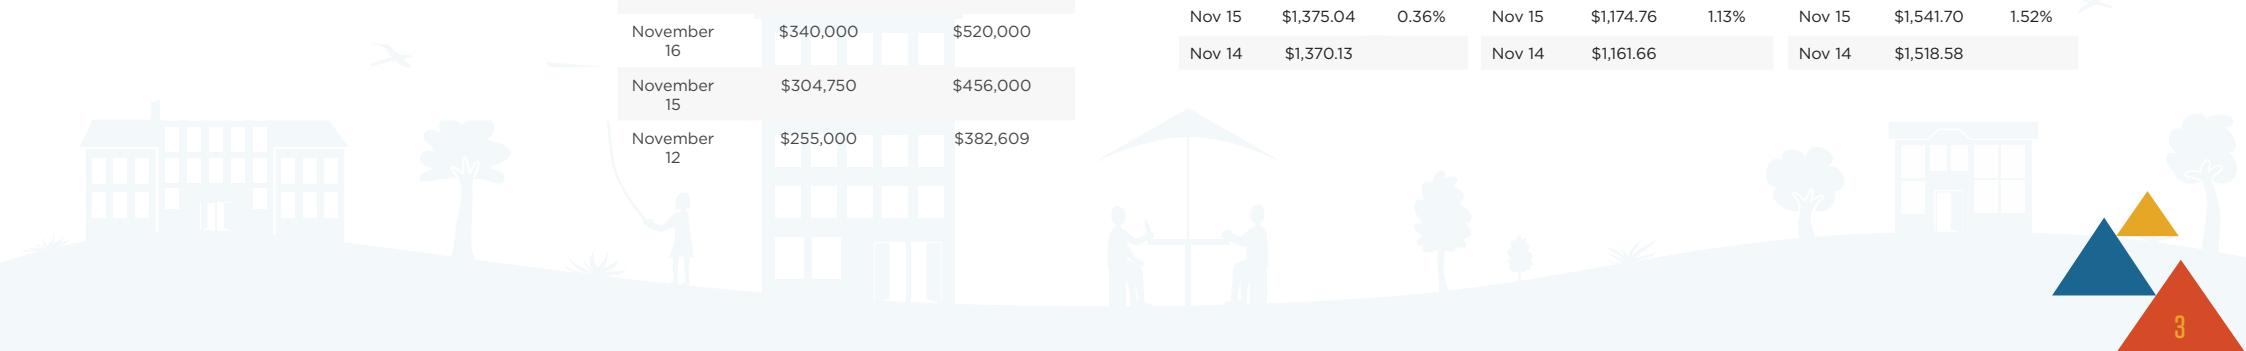 November $340,000 $520,000
16
November $304,750 $456,000
15
November $255,000 $382,609
12
Nov 15 $1,375.04 0.36% Nov 15 $1,174.76 1.13% Nov 15 $1,541.70 1.52%
Nov 14 $1,370.13 Nov 14 $1,161.66 Nov 14 $1,518.58
3